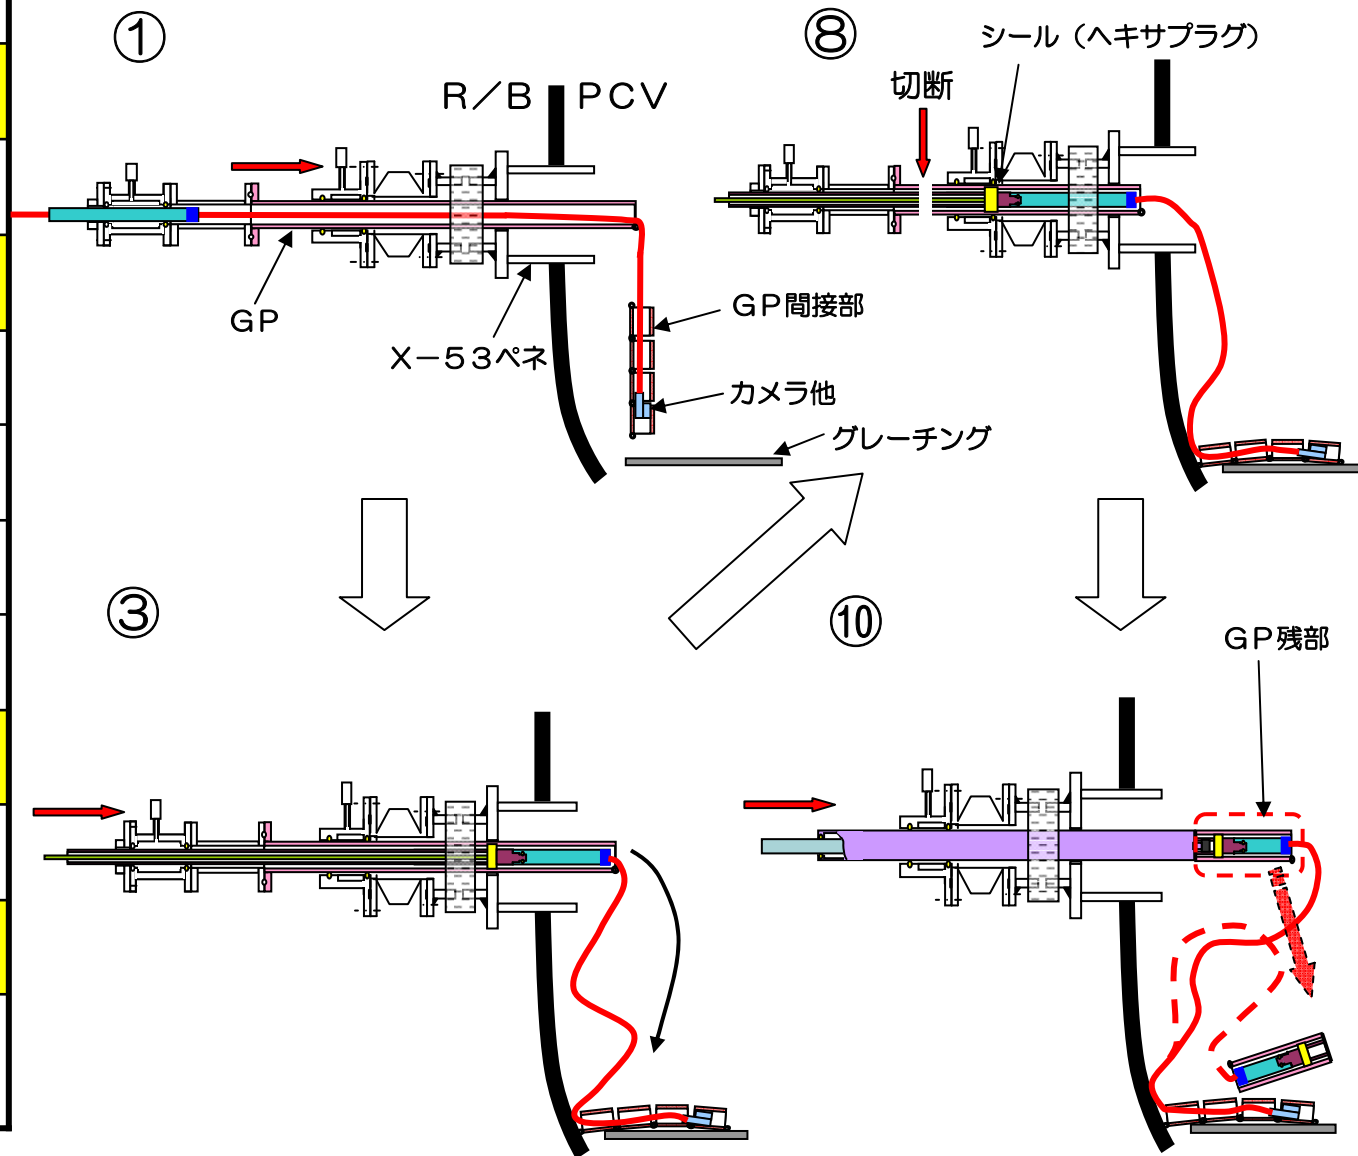 ①
R／B
PCV
GP
X－５３ペネ
GP間接部
カメラ他
グレーチング
⑧
シール（ヘキサプラグ）
切断
③
⑩
GP残部